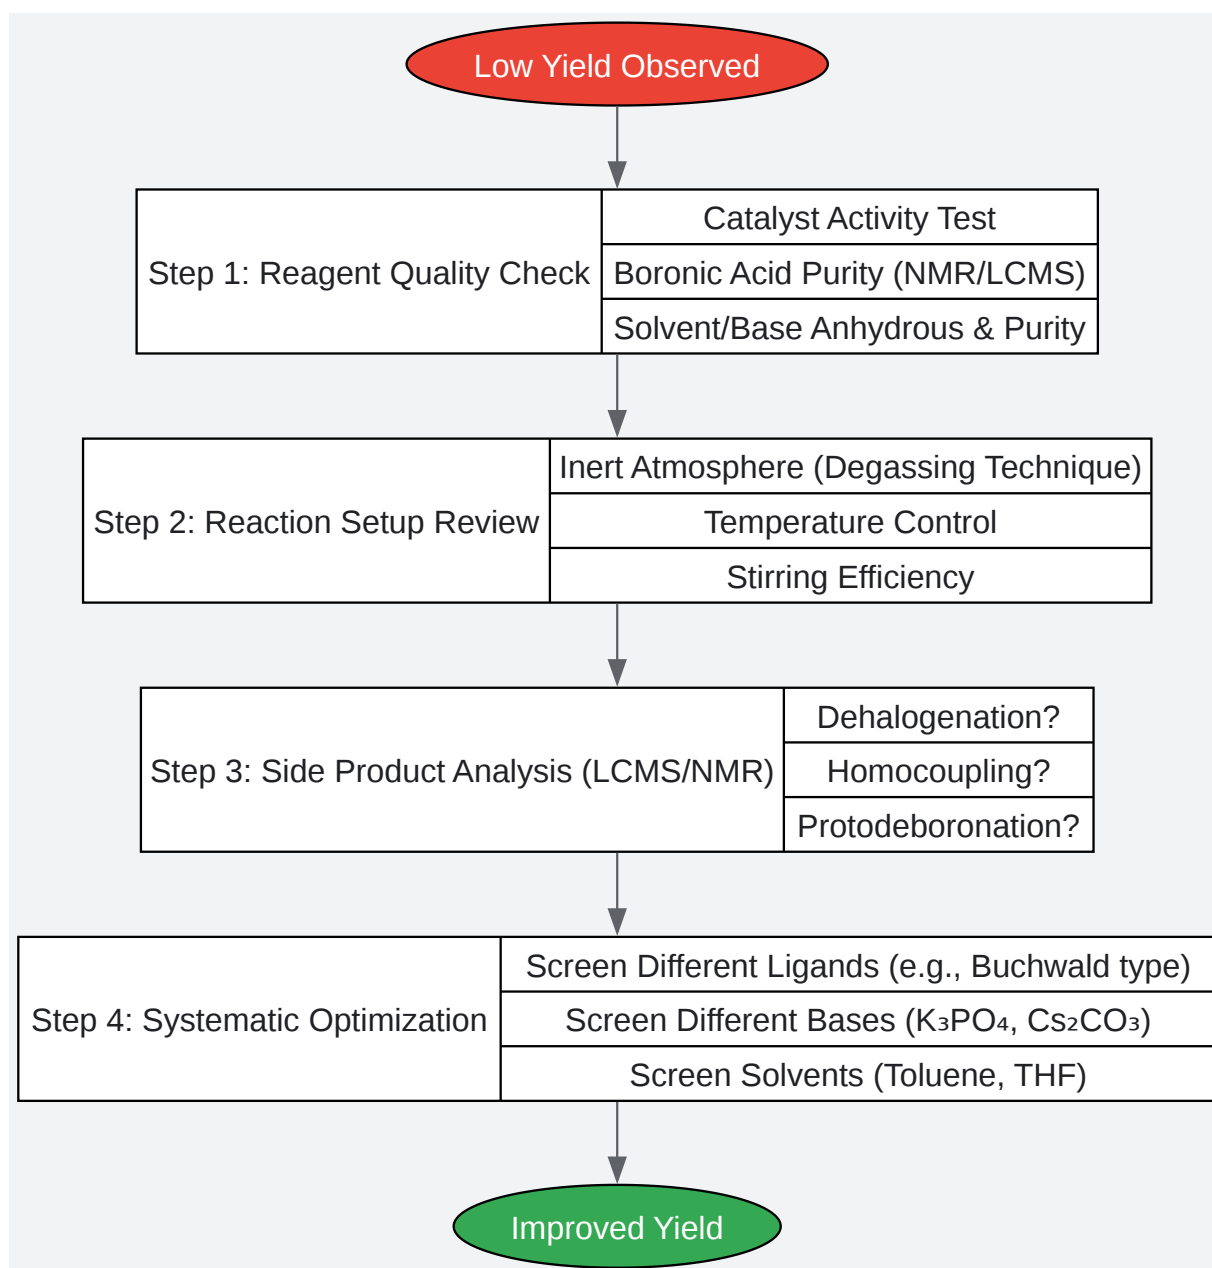 Low Yield Observed
Step 1: Reagent Quality Check
Catalyst Activity Test
Boronic Acid Purity (NMR/LCMS)
Solvent/Base Anhydrous & Purity
Step 2: Reaction Setup Review
Inert Atmosphere (Degassing Technique)
Temperature Control
Stirring Efficiency
Step 3: Side Product Analysis (LCMS/NMR)
Dehalogenation?
Homocoupling?
Protodeboronation?
Step 4: Systematic Optimization
Screen Different Ligands (e.g., Buchwald type)
Screen Different Bases (K₃PO₄, Cs₂CO₃)
Screen Solvents (Toluene, THF)
Improved Yield